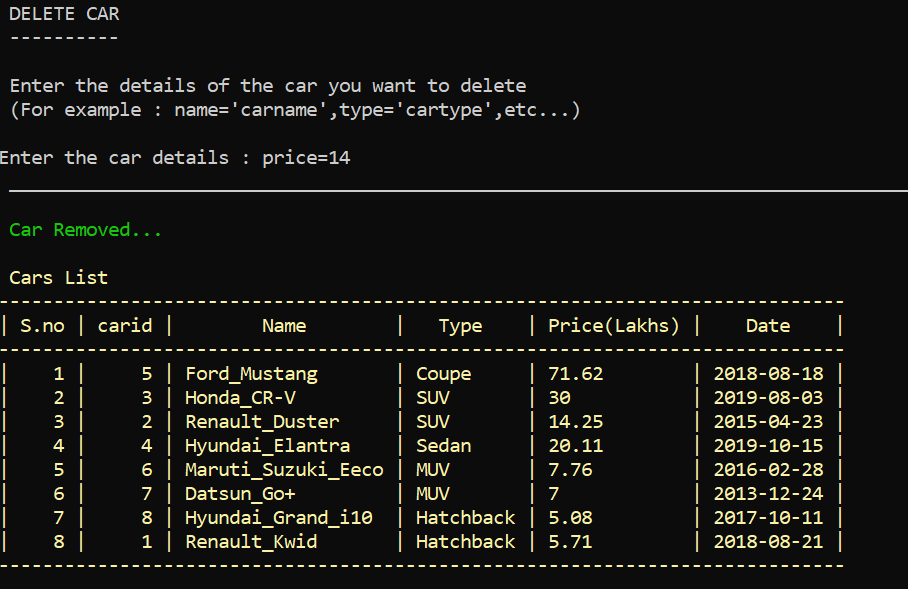 DELETE CAR
----------
Enter the details of the car you want to delete
(For example : name='carname',type='cartype',etc...)
Enter the car details : price=14
Car Removed...
Cars List
-----------------------------------------------------------------------------
| S.no | carid |        Name        |   Type    | Price(Lakhs) |    Date    |
-----------------------------------------------------------------------------
|    1 |     5 | Ford_Mustang       | Coupe     | 71.62        | 2018-08-18 |
|    2 |     3 | Honda_CR-V         | SUV       | 30           | 2019-08-03 |
|    3 |     2 | Renault_Duster     | SUV       | 14.25        | 2015-04-23 |
|    4 |     4 | Hyundai_Elantra    | Sedan     | 20.11        | 2019-10-15 |
|    5 |     6 | Maruti_Suzuki_Eeco | MUV       | 7.76         | 2016-02-28 |
|    6 |     7 | Datsun_Go+         | MUV       | 7            | 2013-12-24 |
|    7 |     8 | Hyundai_Grand_i10  | Hatchback | 5.08         | 2017-10-11 |
|    8 |     1 | Renault_Kwid       | Hatchback | 5.71         | 2018-08-21 |
-----------------------------------------------------------------------------